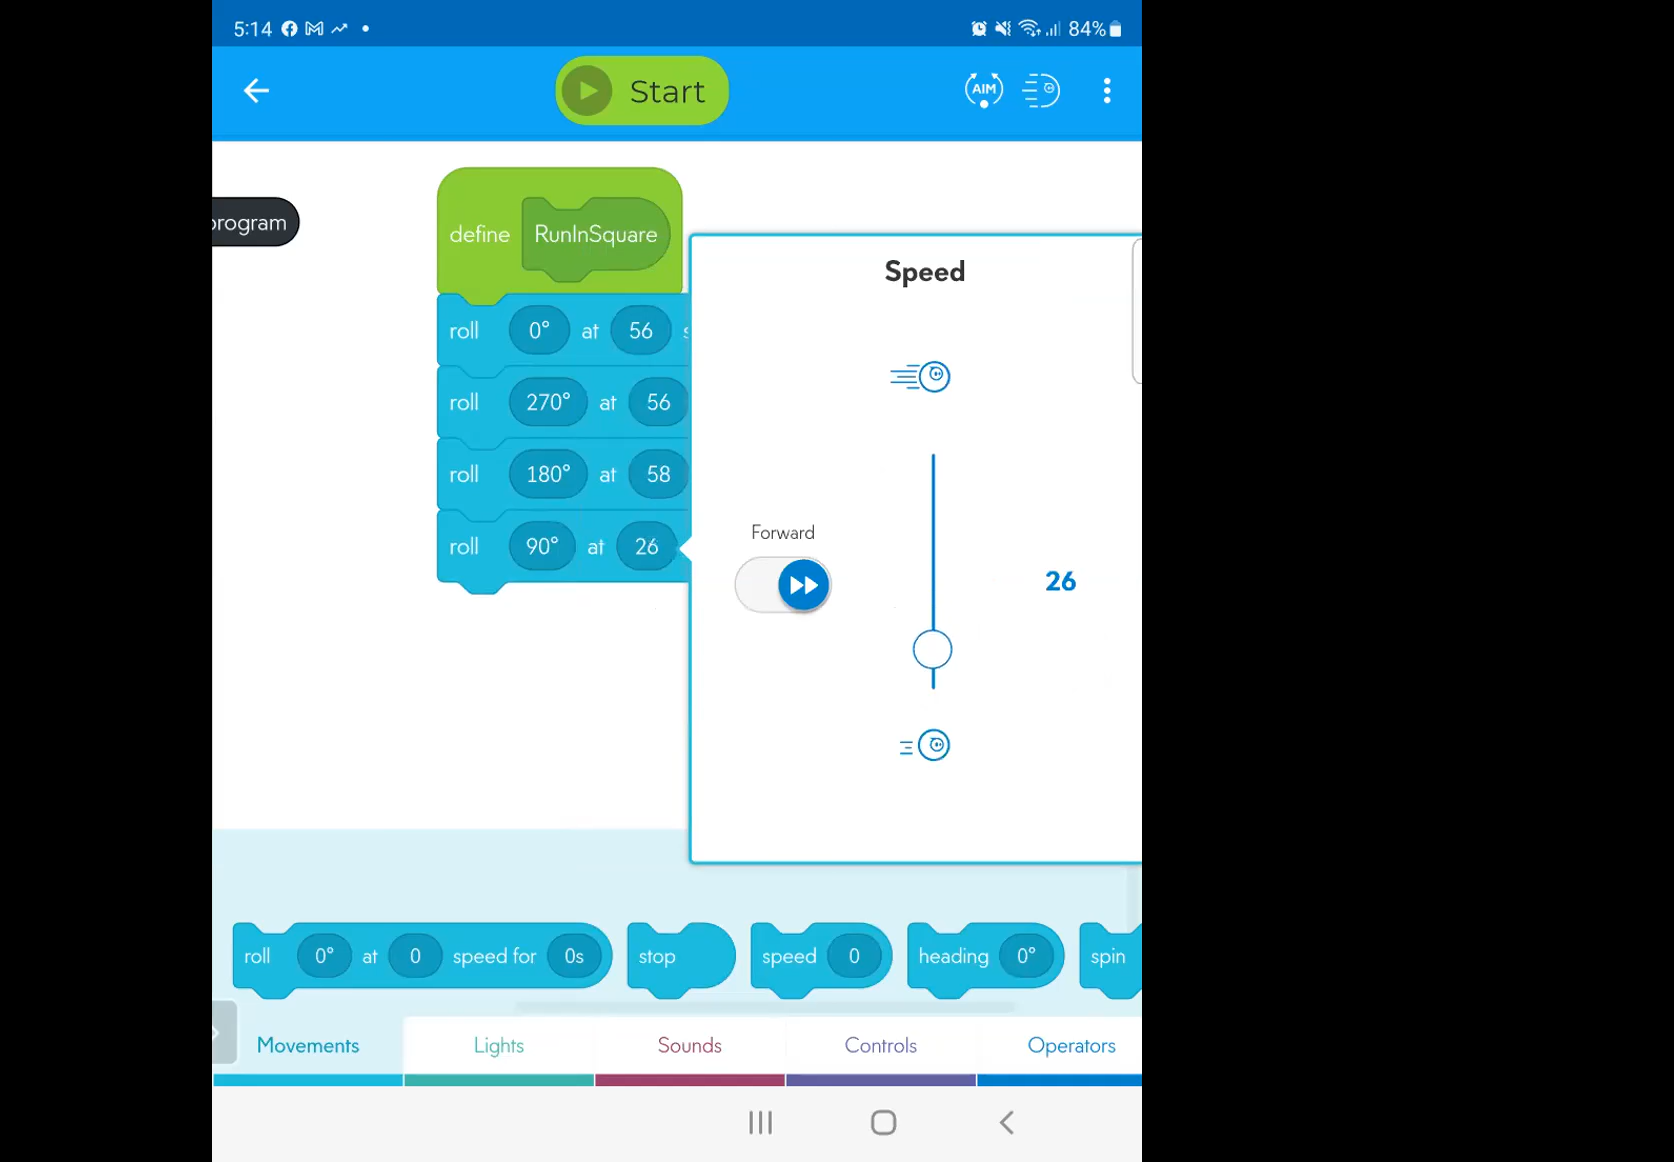 5:14 84%
Start
AIM
program
define RunInSquare
Speed
roll 0° at 56 s
roll 270° at 56
roll 180° at 58
Forward
roll 90° at 26
26
roll 0° at 0 speed for 0s
stop
speed 0
heading 0°
spin
Movements
Lights
Sounds
Controls
Operators